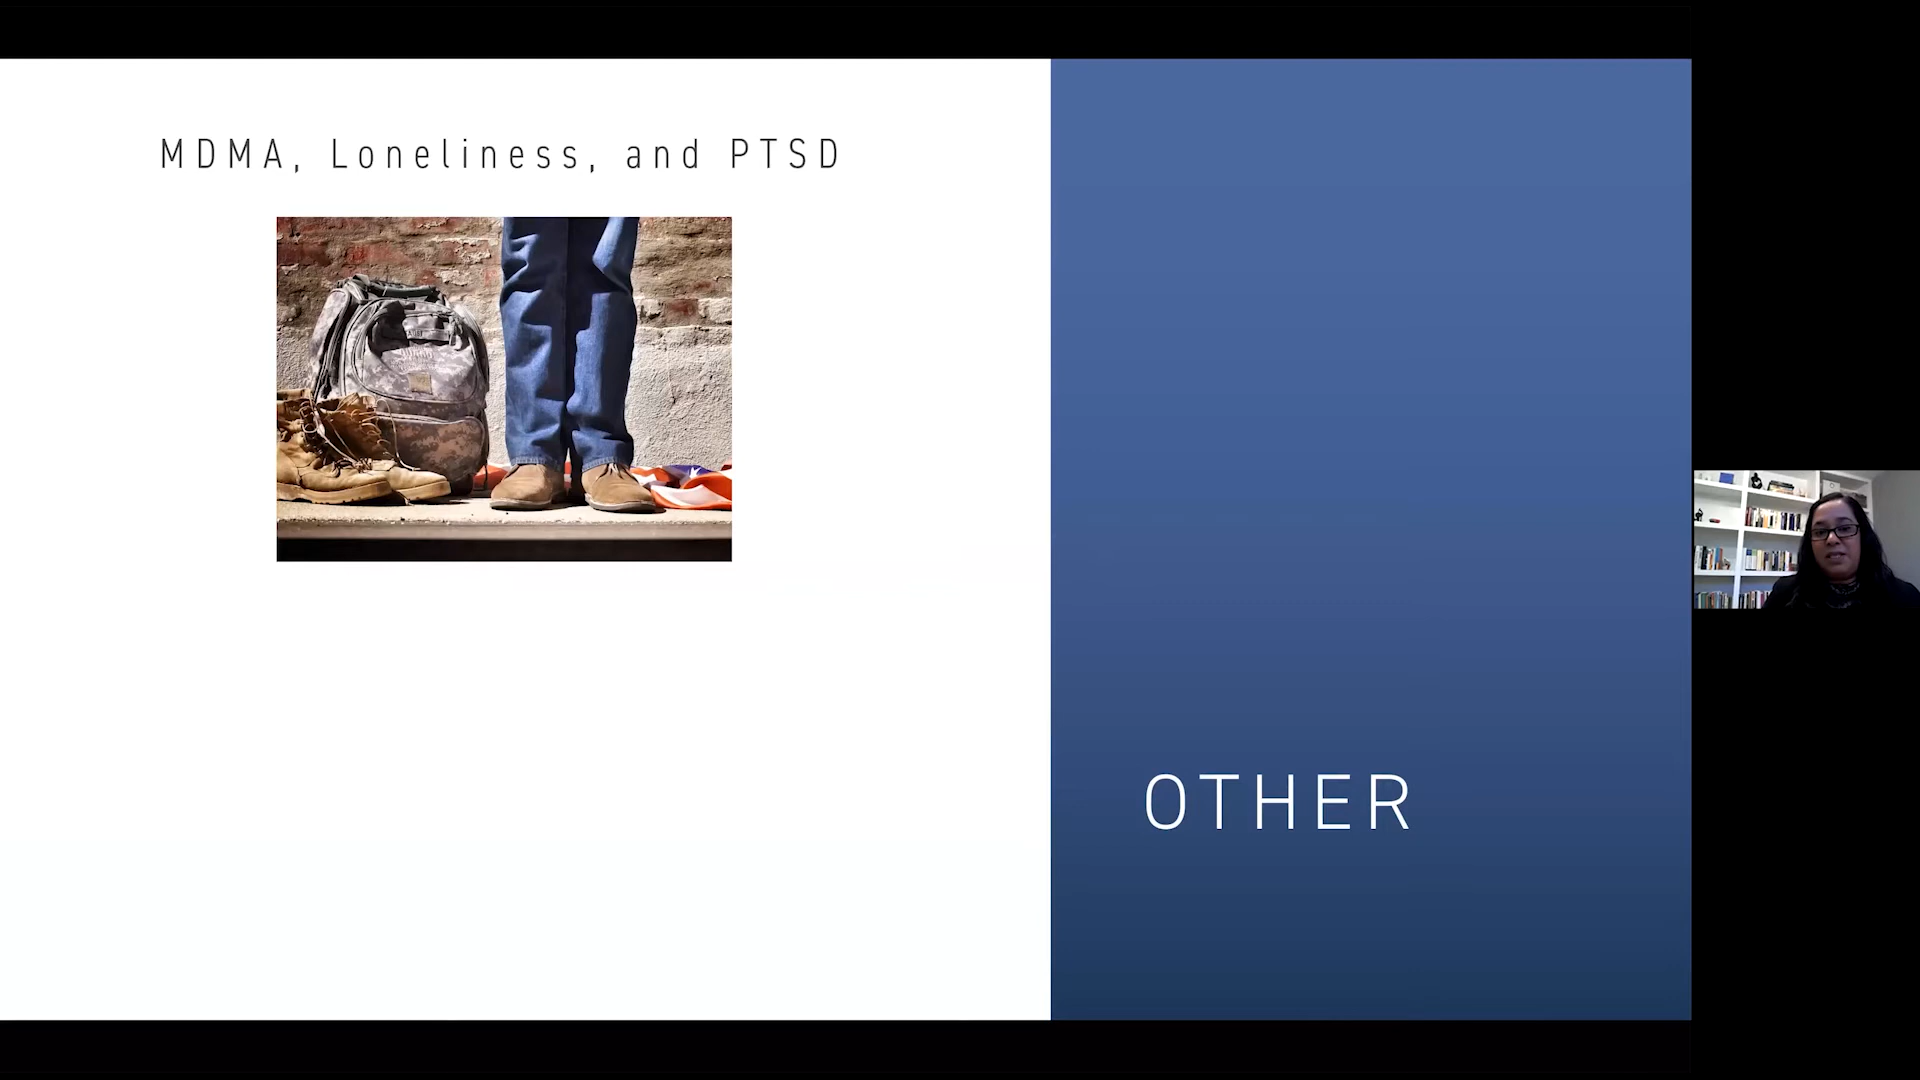 MDMA, Loneliness, and PTSD
OTHER